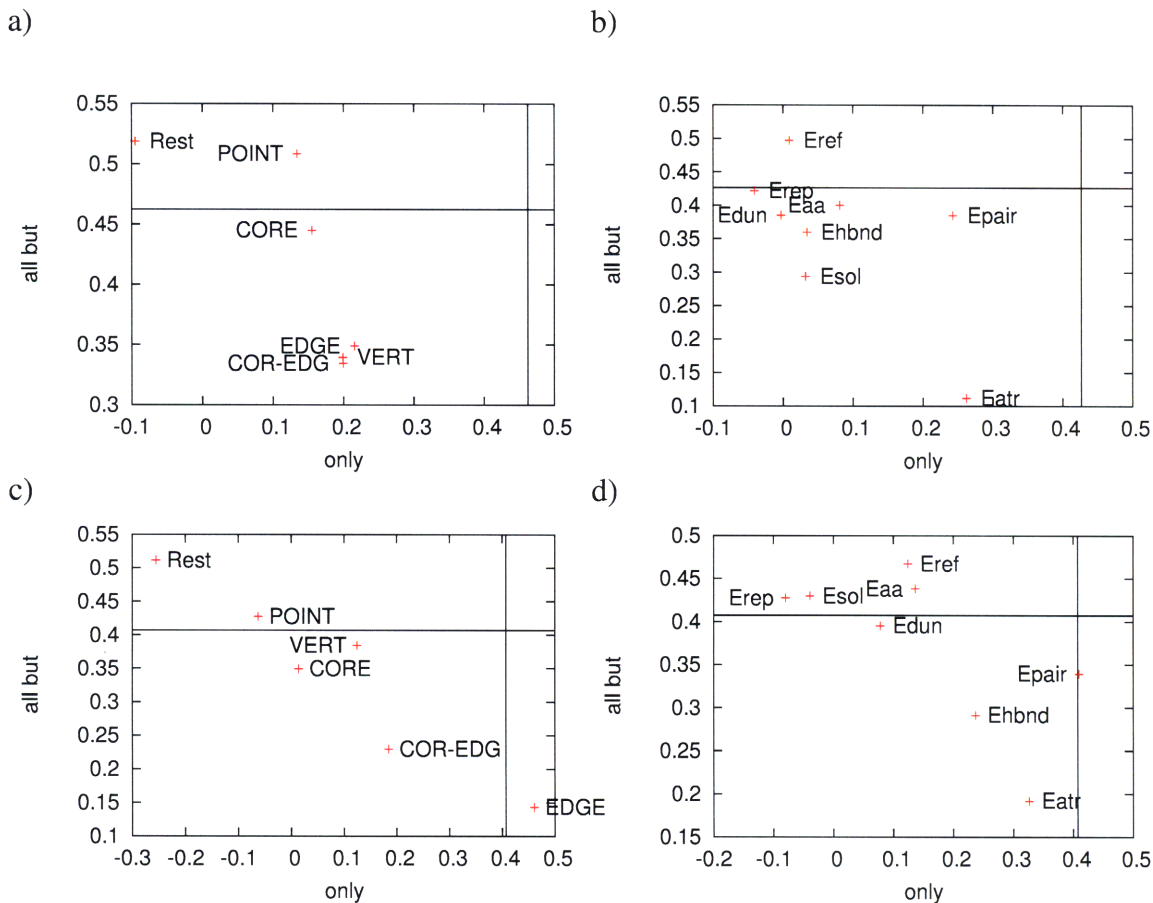 a)
0.55
0.5
0.45
0.4
0.35
0.3
all but
-0.1
0
0.1
0.2
0.3
0.4
0.5
only
Rest
POINT
CORE
EDGE
VERT
COR-EDG
b)
0.55
0.5
0.45
0.4
0.35
0.3
0.25
0.2
0.15
0.1
all but
-0.1
0
0.1
0.2
0.3
0.4
0.5
only
Eref
Erep
Eaa
Edun
Epair
Ehbnd
Esol
Eatr
c)
0.55
0.5
0.45
0.4
0.35
0.3
0.25
0.2
0.15
0.1
all but
-0.3
-0.2
-0.1
0
0.1
0.2
0.3
0.4
0.5
only
Rest
POINT
VERT
CORE
COR-EDG
EDGE
d)
0.5
0.45
0.4
0.35
0.3
0.25
0.2
0.15
all but
-0.2
-0.1
0
0.1
0.2
0.3
0.4
0.5
only
Eref
Eaa
Erep
Esol
Edun
Epair
Ehbnd
Eatr